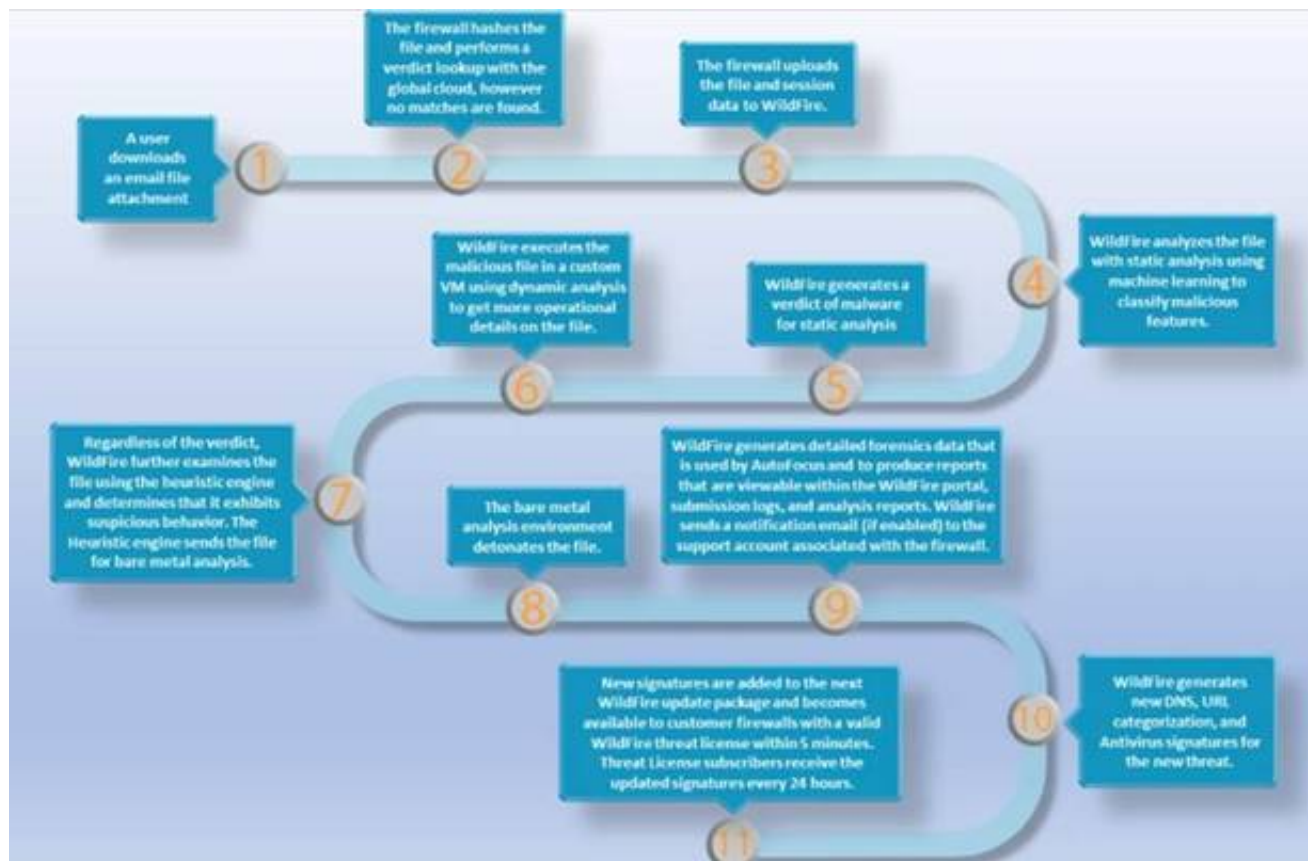 1
A user
downloads
an email file
attachment
2
The firewall hashes the
file and performs a
verdict lookup with the
global cloud, however
no matches are found.
3
The firewall uploads
the file and session
data to WildFire.
4
WildFire analyzes the file
with static analysis using
machine learning to
classify malicious
features.
5
WildFire generates a
verdict of malware
for static analysis
6
WildFire executes the
malicious file in a custom
VM using dynamic analysis
to get more operational
details on the file.
7
Regardless of the verdict,
WildFire further examines the
file using the heuristic engine
and determines that it exhibits
suspicious behavior. The
Heuristic engine sends the file
for bare metal analysis.
8
The bare metal
analysis environment
detonates the file.
9
WildFire generates detailed forensics data that
is used by AutoFocus and to produce reports
that are viewable within the WildFire portal,
submission logs, and analysis reports. WildFire
sends a notification email (if enabled) to the
support account associated with the firewall.
10
WildFire generates
new DNS, URL
categorization, and
Antivirus signatures for
the new threat.
11
New signatures are added to the next
WildFire update package and becomes
available to customer firewalls with a valid
WildFire threat license within 5 minutes.
Threat License subscribers receive the
updated signatures every 24 hours.